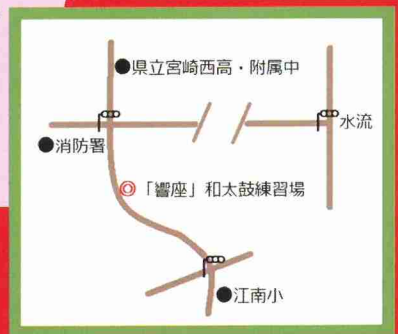 県立宮崎西高・附属中
水流
消防署
「響座」和太鼓練習場
江南小